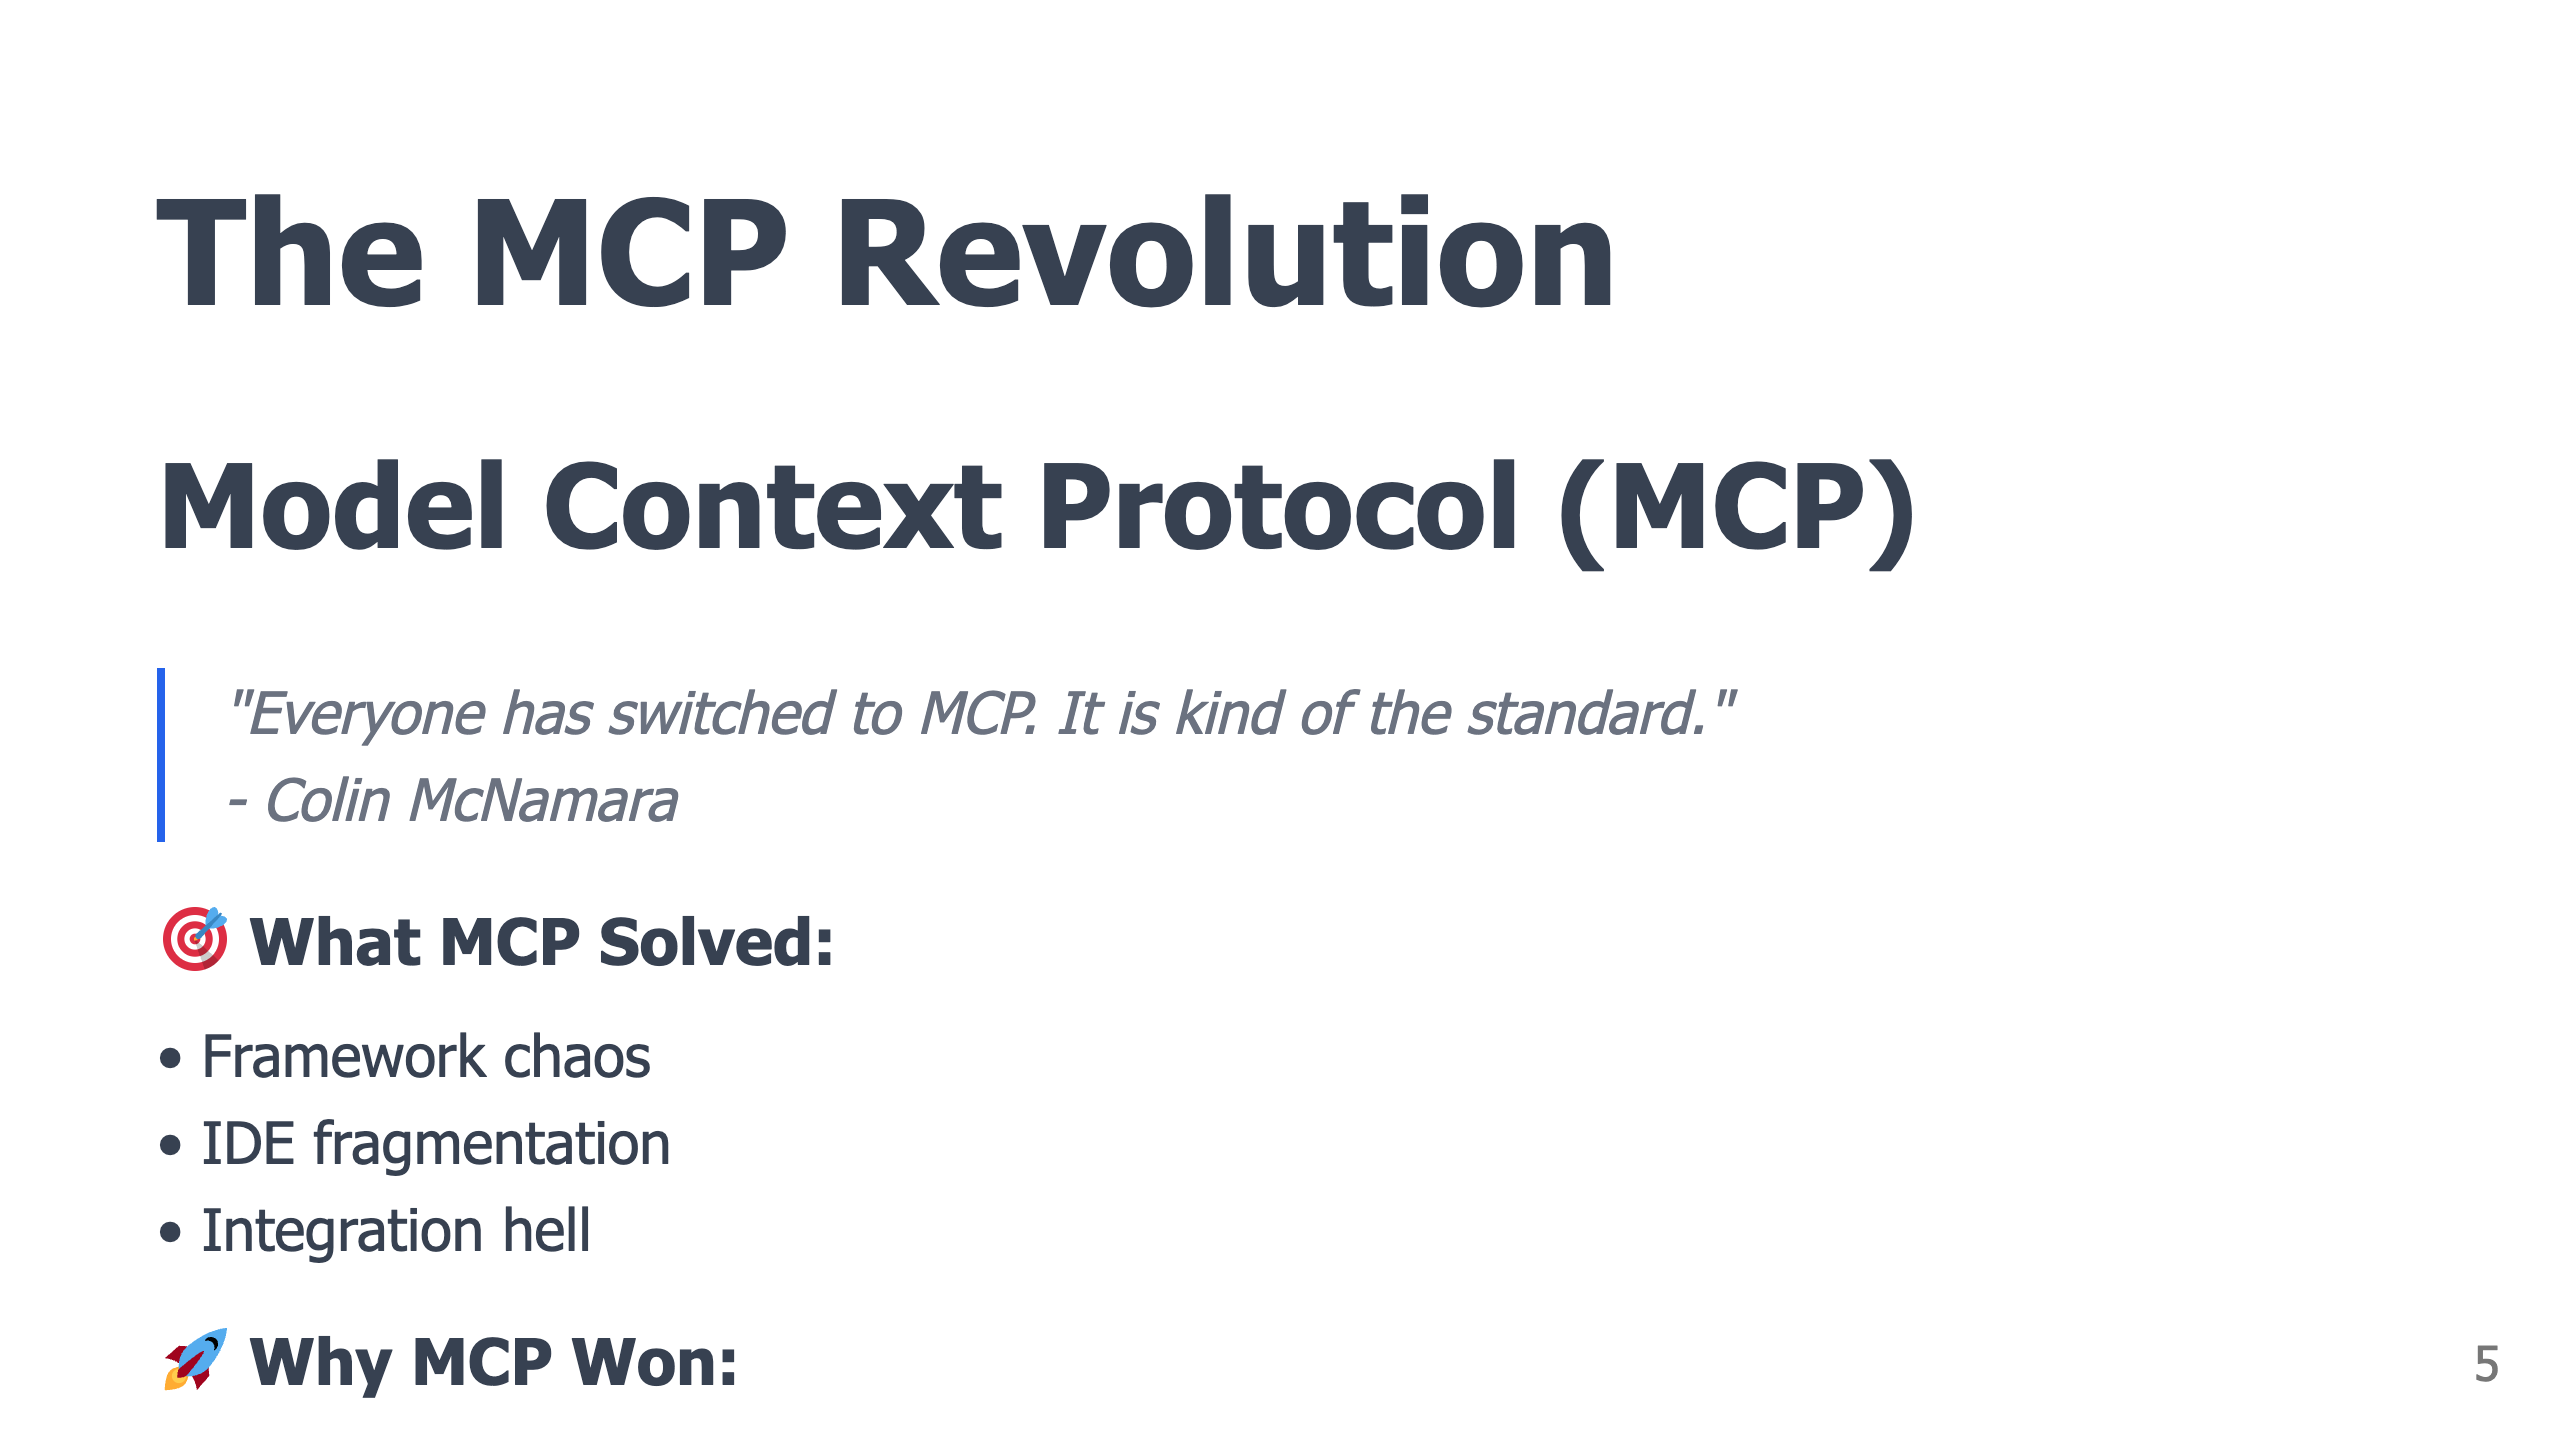 The MCP Revolution
Model Context Protocol (MCP)
"Everyone has switched to MCP. It is kind of the standard."
- Colin McNamara
🎯 What MCP Solved:
• Framework chaos
• IDE fragmentation
• Integration hell
🚀 Why MCP Won:
5